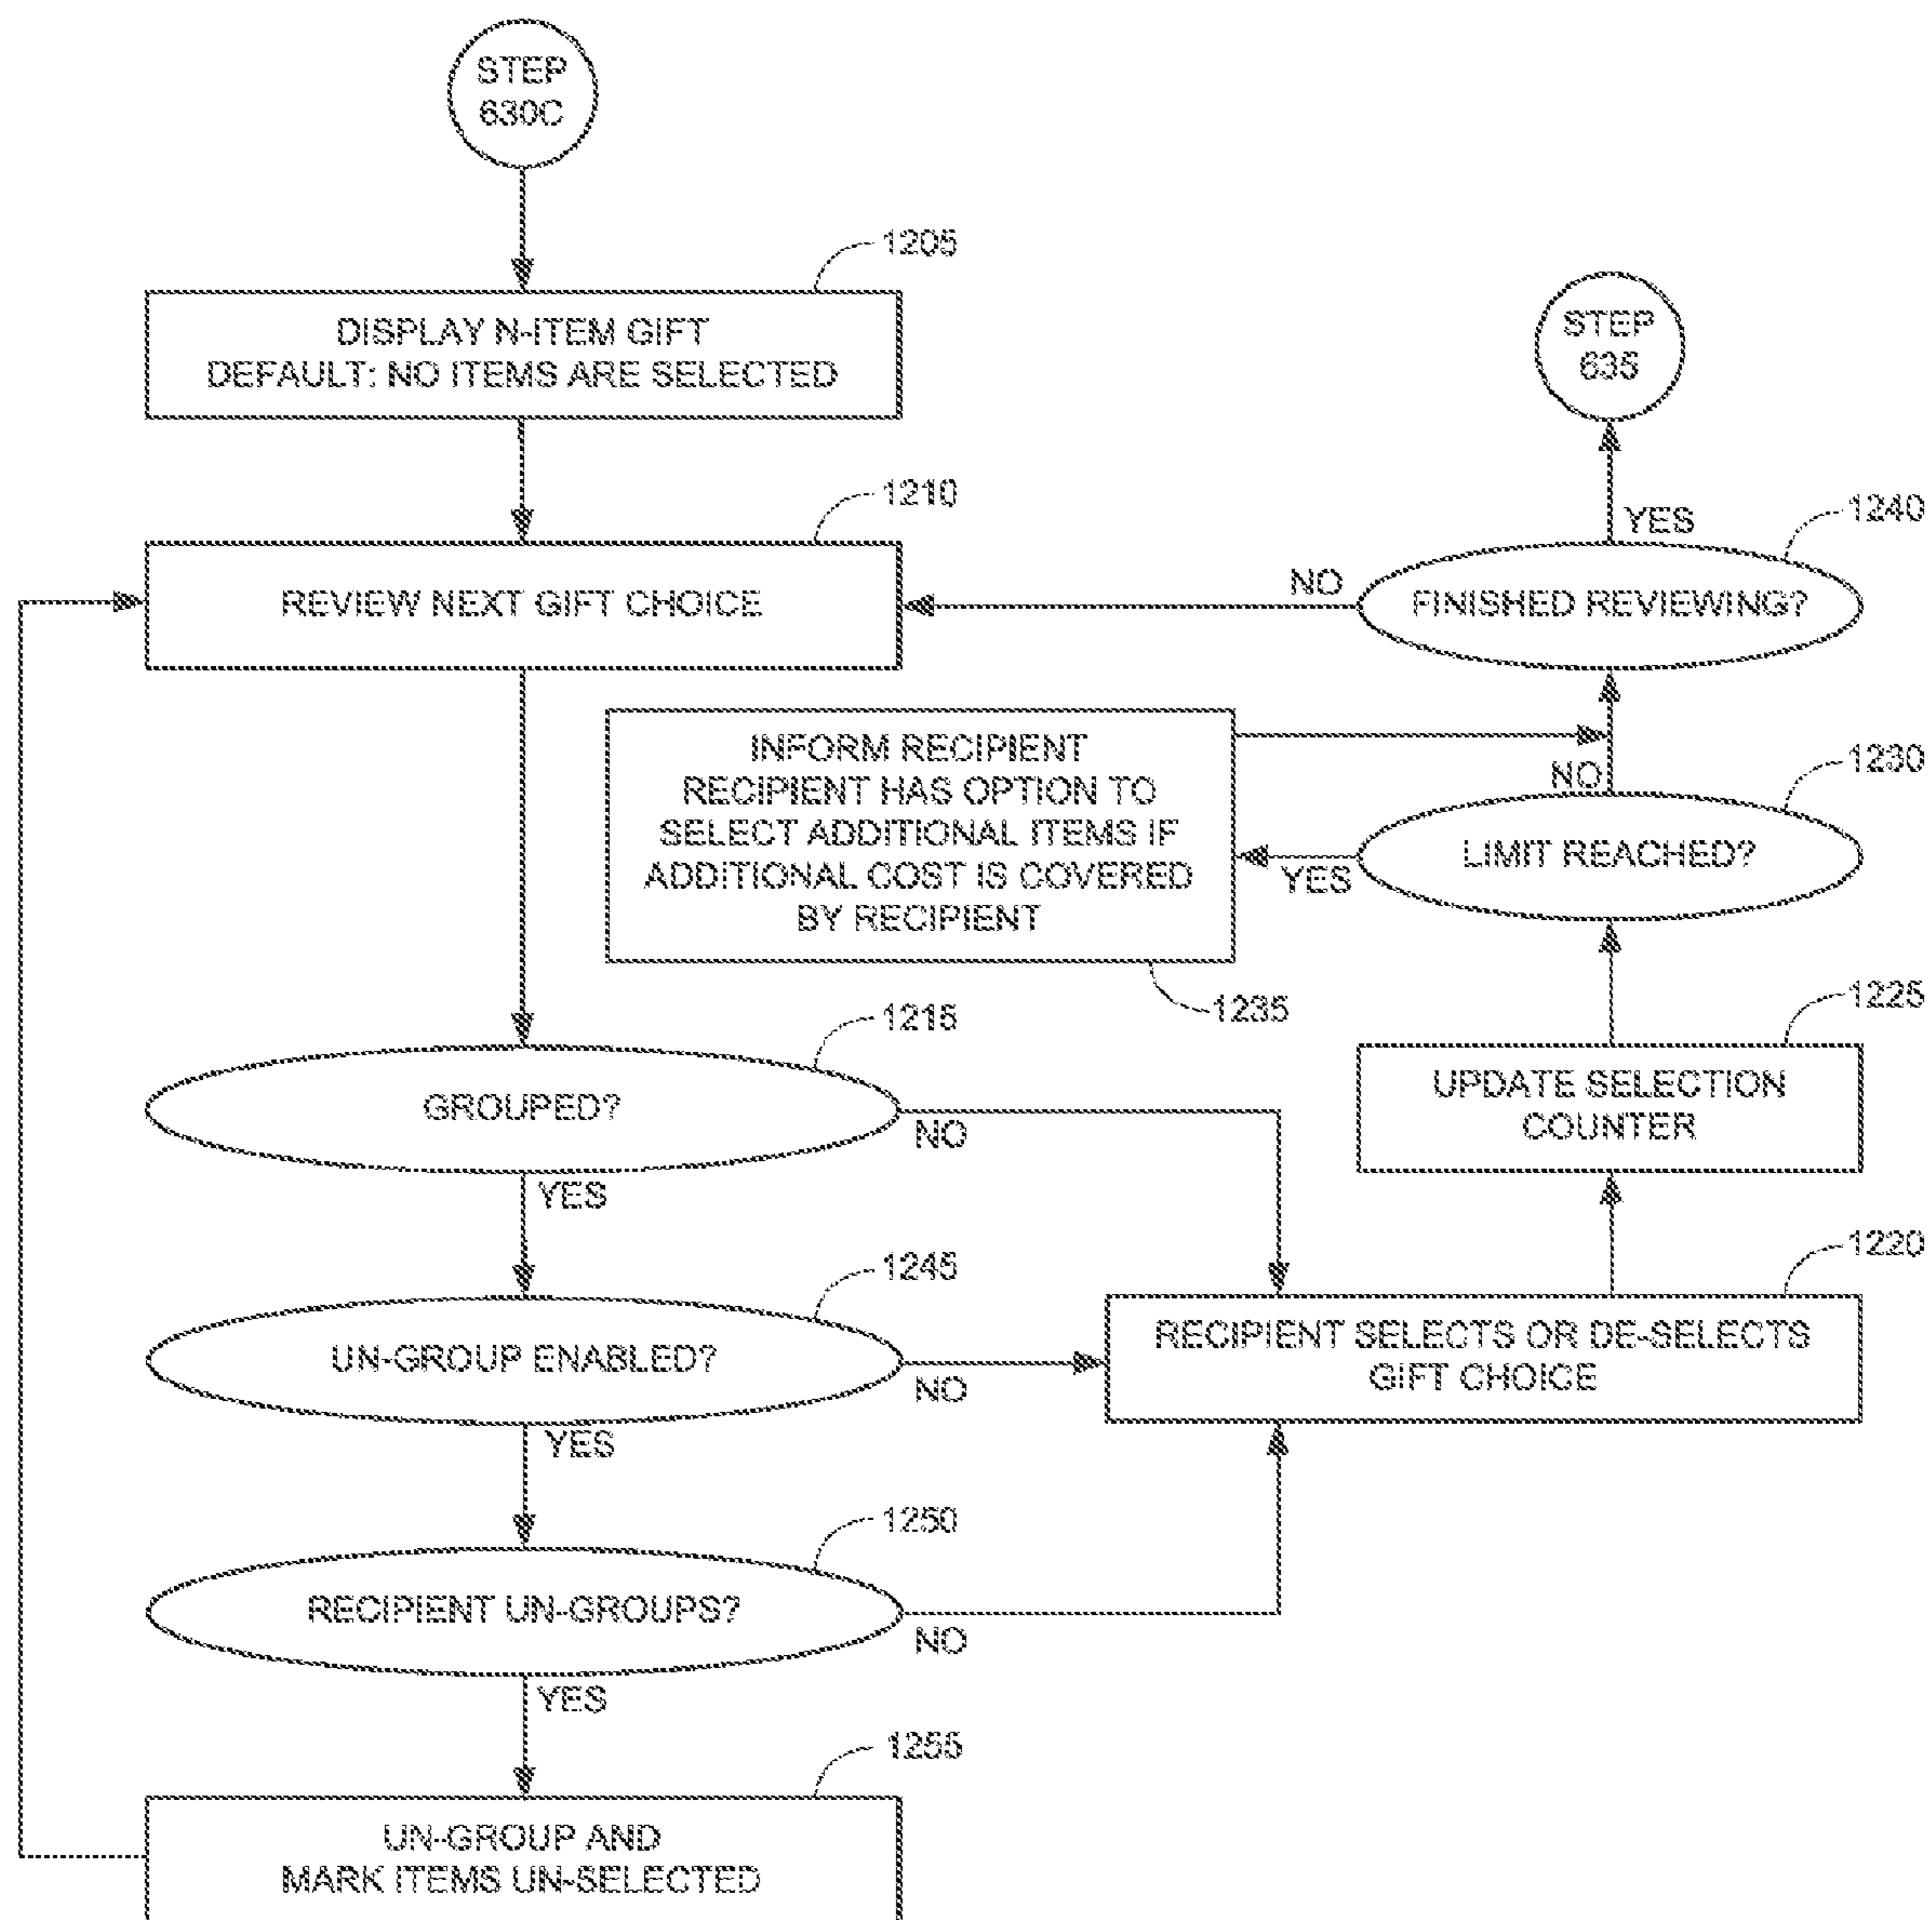 STEP
630C
1205
DISPLAY N-ITEM GIFT
DEFAULT: NO ITEMS ARE SELECTED
STEP
635
1210
REVIEW NEXT GIFT CHOICE
YES
1240
NO
FINISHED REVIEWING?
INFORM RECIPIENT
RECIPIENT HAS OPTION TO
SELECT ADDITIONAL ITEMS IF
ADDITIONAL COST IS COVERED
BY RECIPIENT
1235
NO
1230
LIMIT REACHED?
YES
1225
UPDATE SELECTION
COUNTER
1215
GROUPED?
NO
YES
1220
RECIPIENT SELECTS OR DE-SELECTS
GIFT CHOICE
1245
UN-GROUP ENABLED?
NO
YES
1250
RECIPIENT UN-GROUPS?
NO
YES
1255
UN-GROUP AND
MARK ITEMS UN-SELECTED